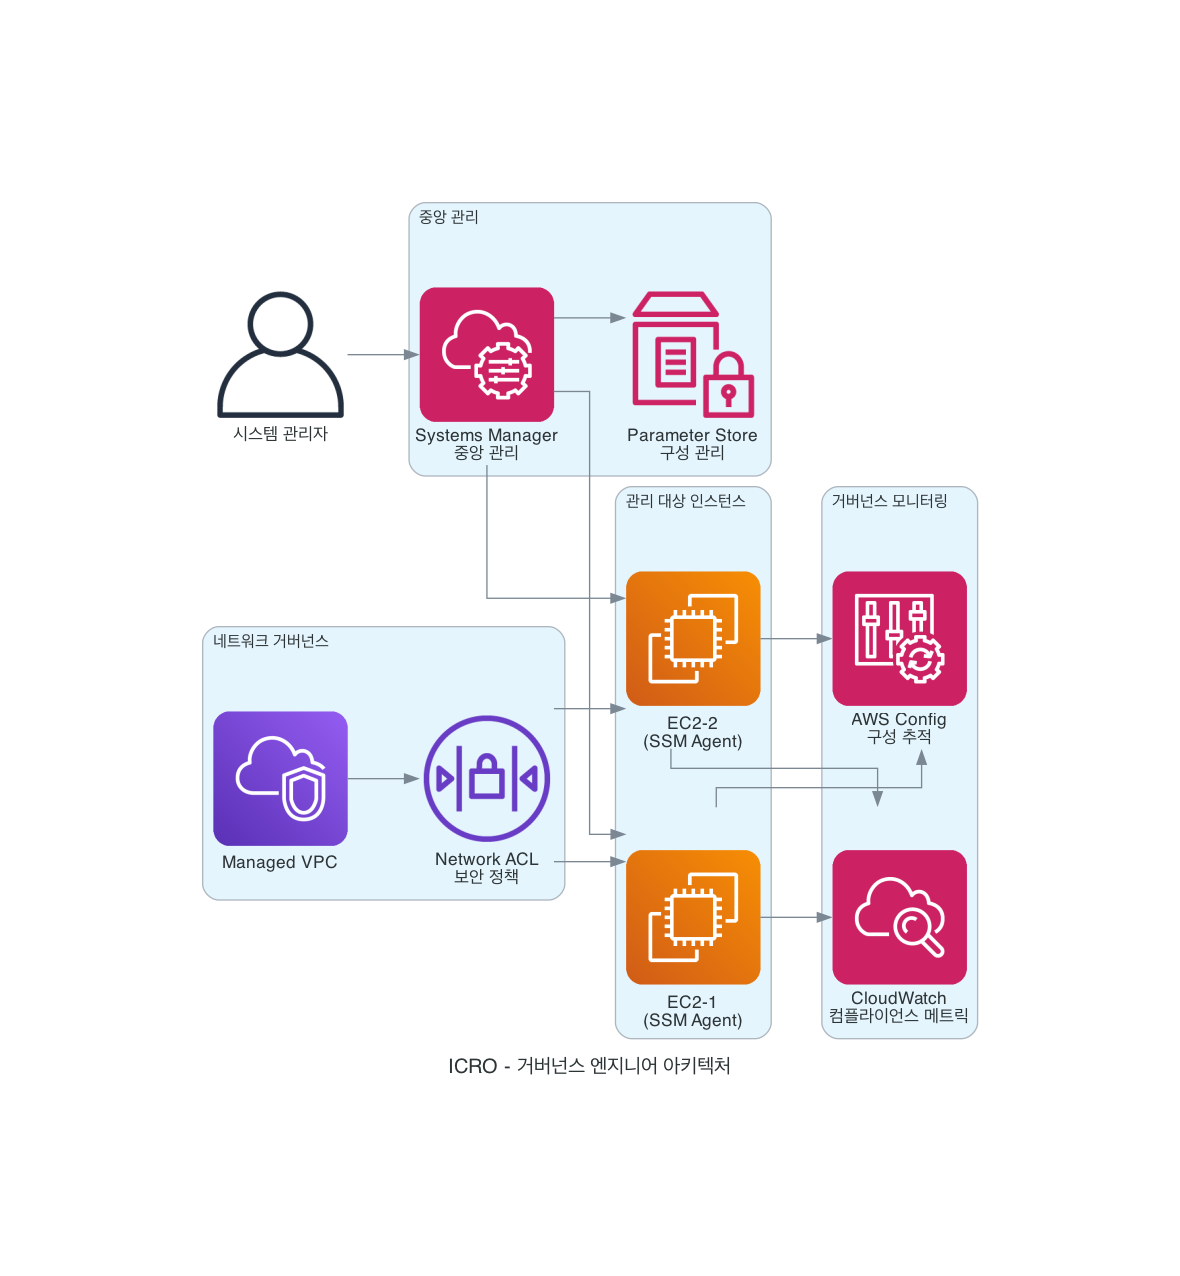 중앙 관리
시스템 관리자
Systems Manager
중앙 관리
Parameter Store
구성 관리
관리 대상 인스턴스
거버넌스 모니터링
EC2-2
(SSM Agent)
AWS Config
구성 추적
네트워크 거버넌스
Managed VPC
Network ACL
보안 정책
EC2-1
(SSM Agent)
CloudWatch
컴플라이언스 메트릭
ICRO - 거버넌스 엔지니어 아키텍처